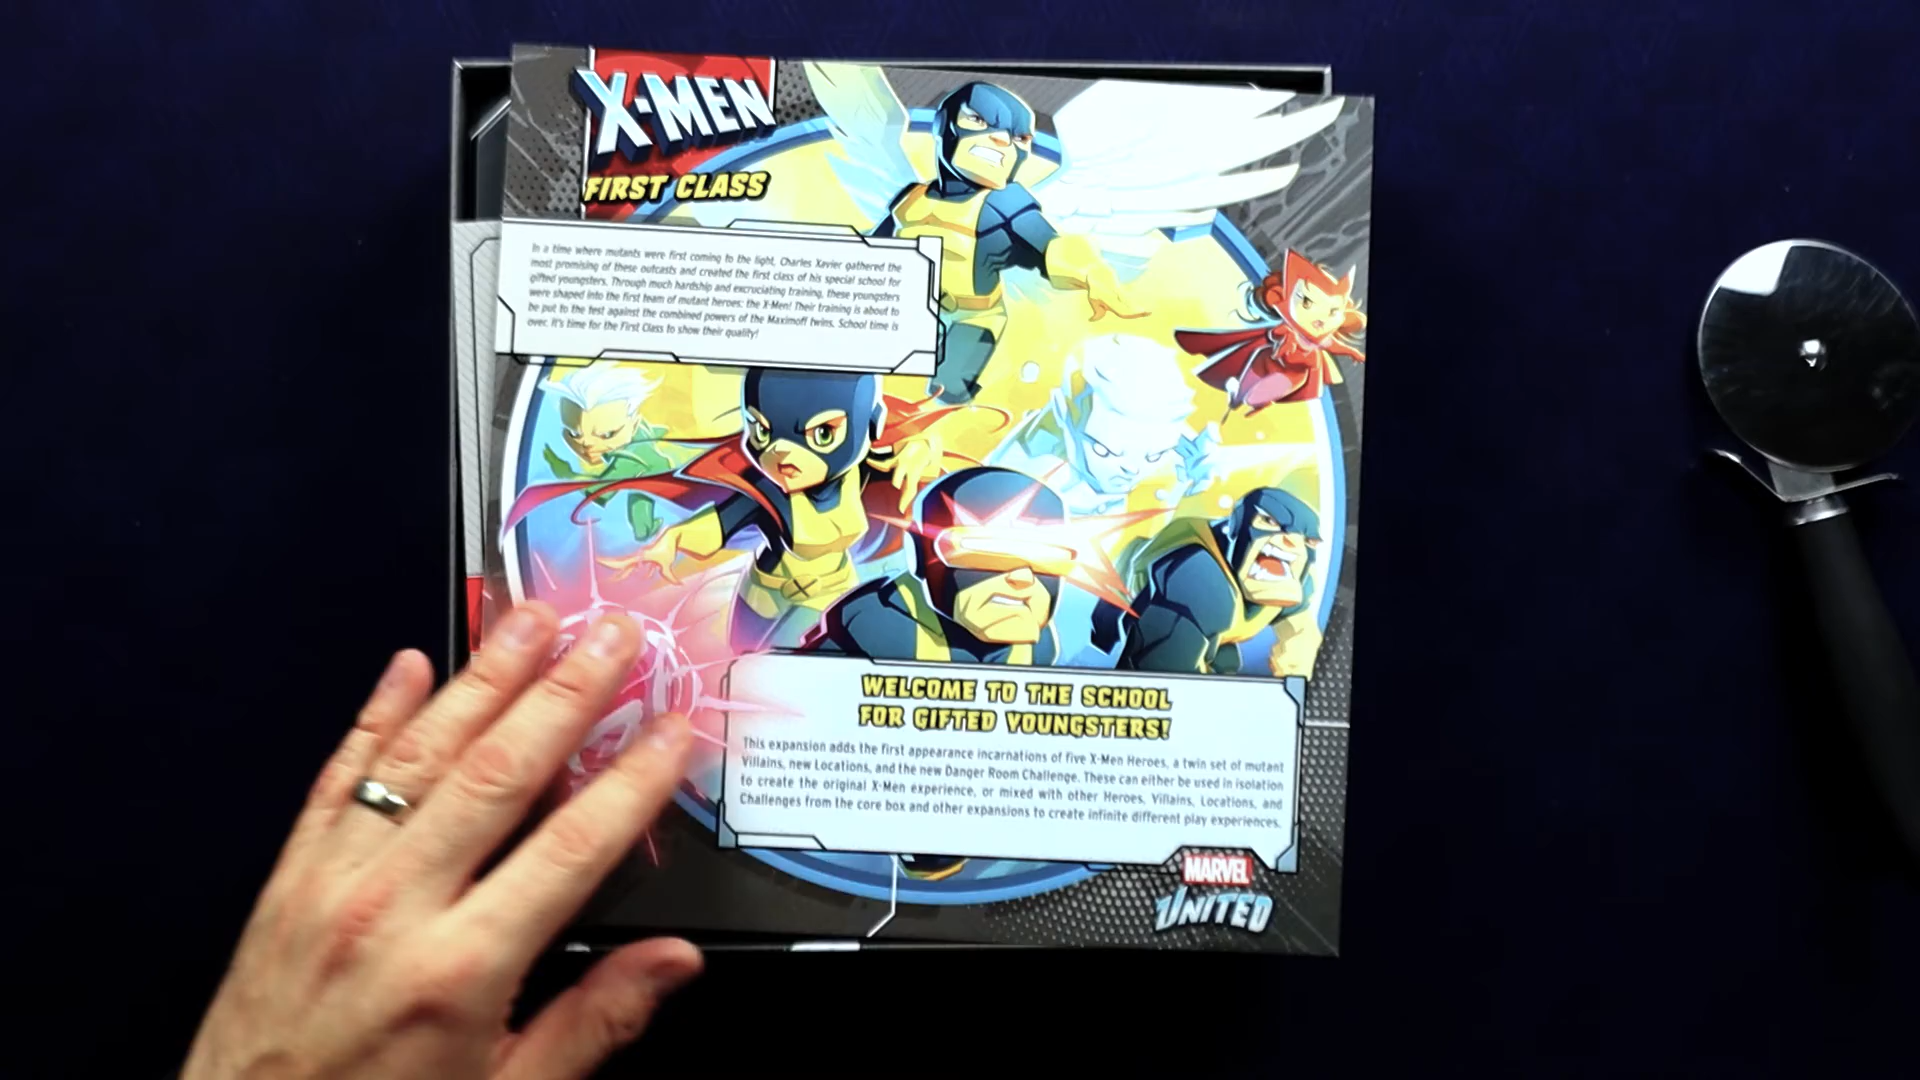 X-MEN
FIRST CLASS
In a time where mutants were first coming to the light, Charles Xavier gathered the
most promising of these outcasts and created the first class of his special school for
gifted youngsters. Through much hardship and excruciating training, these youngsters
were shaped into the first team of mutant heroes: the X-Men! Their training is about to
be put to the test against the combined powers of the Maximoff twins. School time is
over. It's time for the First Class to show their quality!
WELCOME TO THE SCHOOL
FOR GIFTED YOUNGSTERS!
This expansion adds the first appearance incarnations of five X-Men Heroes, a twin set of mutant
Villains, new Locations, and the new Danger Room Challenge. These can either be used in isolation
to create the original X-Men experience, or mixed with other Heroes, Villains, Locations, and
Challenges from the core box and other expansions to create infinite different play experiences.
MARVEL
UNITED